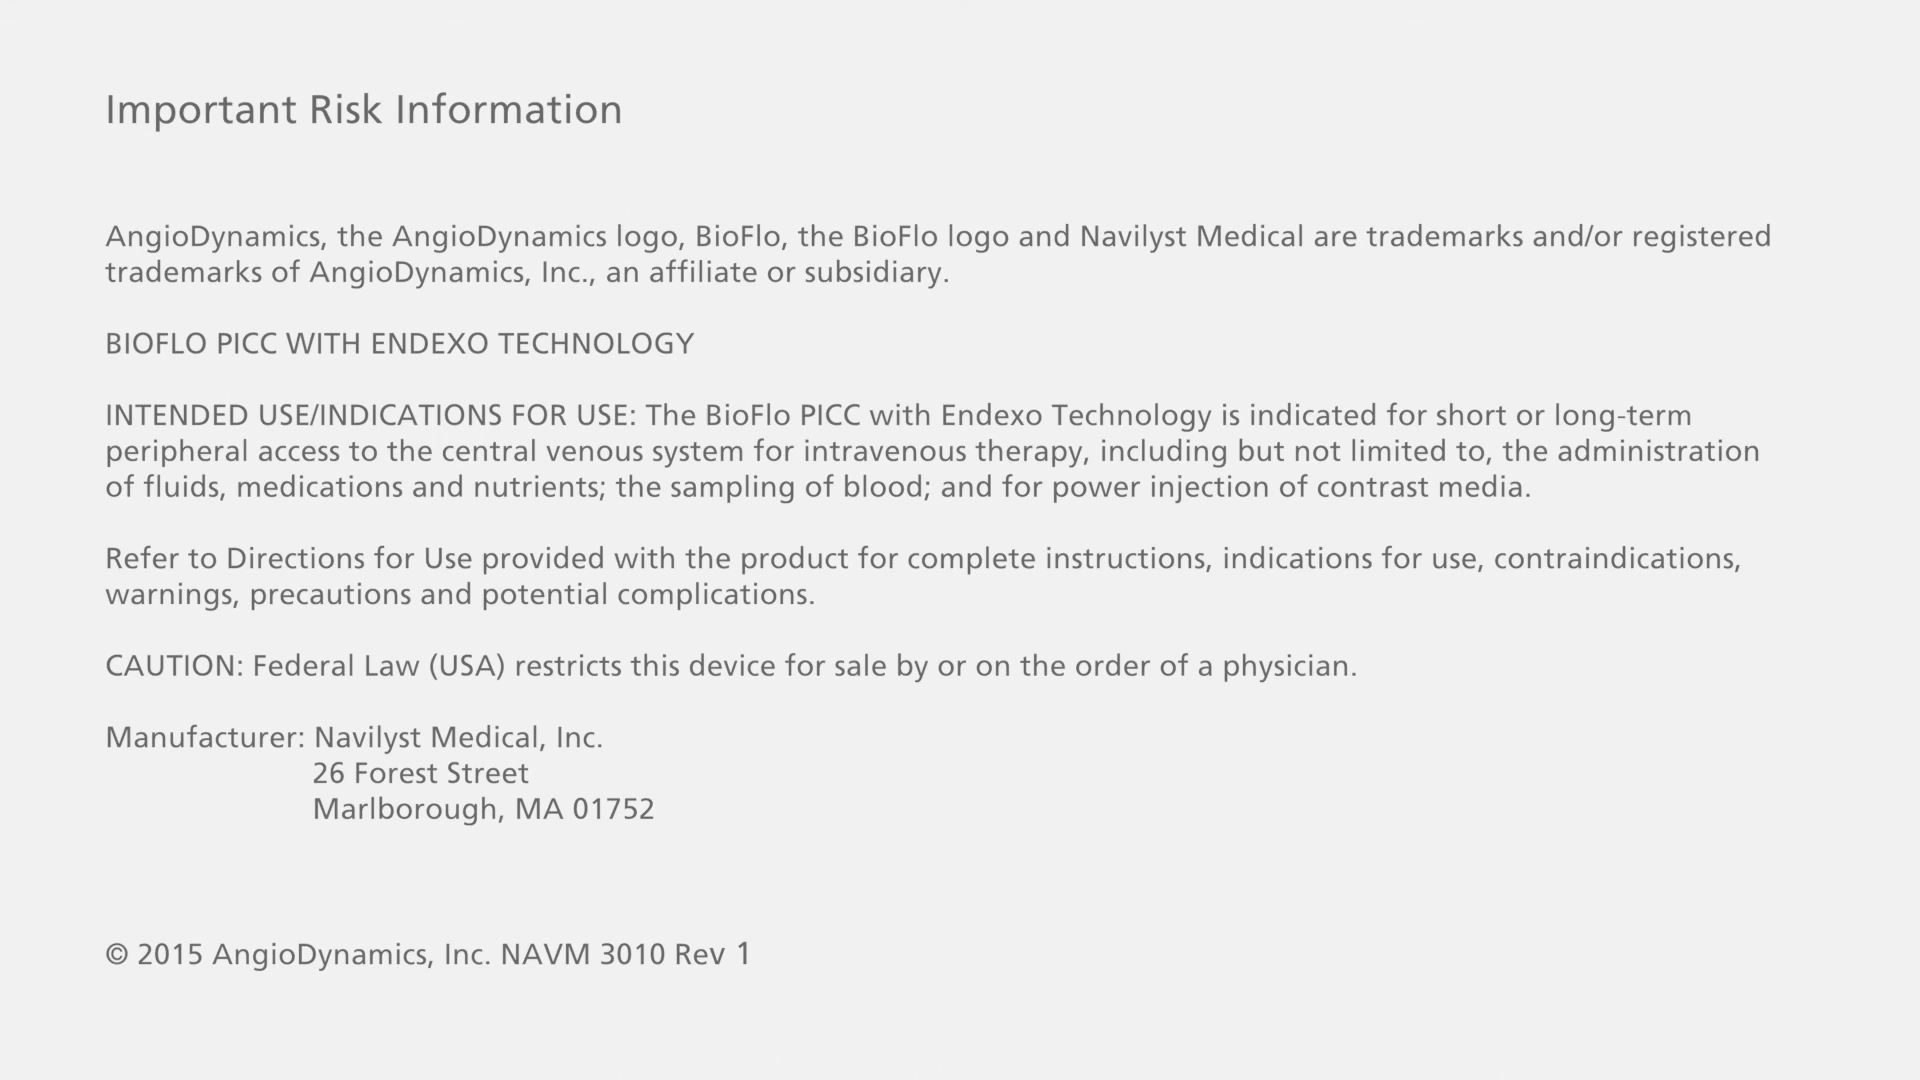 Important Risk Information
AngioDynamics, the AngioDynamics logo, BioFlo, the BioFlo logo and Navilyst Medical are trademarks and/or registered
trademarks of AngioDynamics, Inc., an affiliate or subsidiary.
BIOFLO PICC WITH ENDEXO TECHNOLOGY
INTENDED USE/INDICATIONS FOR USE: The BioFlo PICC with Endexo Technology is indicated for short or long-term
peripheral access to the central venous system for intravenous therapy, including but not limited to, the administration
of fluids, medications and nutrients; the sampling of blood; and for power injection of contrast media.
Refer to Directions for Use provided with the product for complete instructions, indications for use, contraindications,
warnings, precautions and potential complications.
CAUTION: Federal Law (USA) restricts this device for sale by or on the order of a physician.
Manufacturer: Navilyst Medical, Inc.
26 Forest Street
Marlborough, MA 01752
© 2015 AngioDynamics, Inc. NAVM 3010 Rev 1